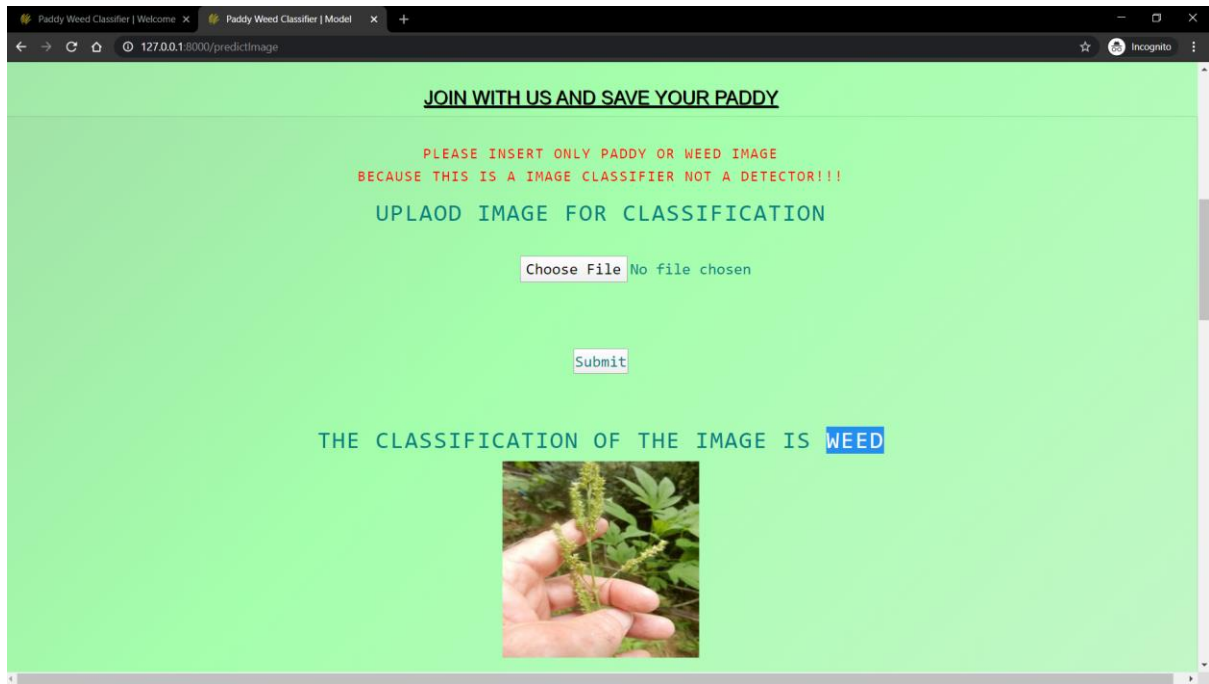 Paddy Weed Classifier | Welcome
Paddy Weed Classifier | Model
127.0.0.1:8000/predictImage
Incognito
JOIN WITH US AND SAVE YOUR PADDY
PLEASE INSERT ONLY PADDY OR WEED IMAGE
BECAUSE THIS IS A IMAGE CLASSIFIER NOT A DETECTOR!!!
UPLAOD IMAGE FOR CLASSIFICATION
Choose File No file chosen
Submit
THE CLASSIFICATION OF THE IMAGE IS WEED